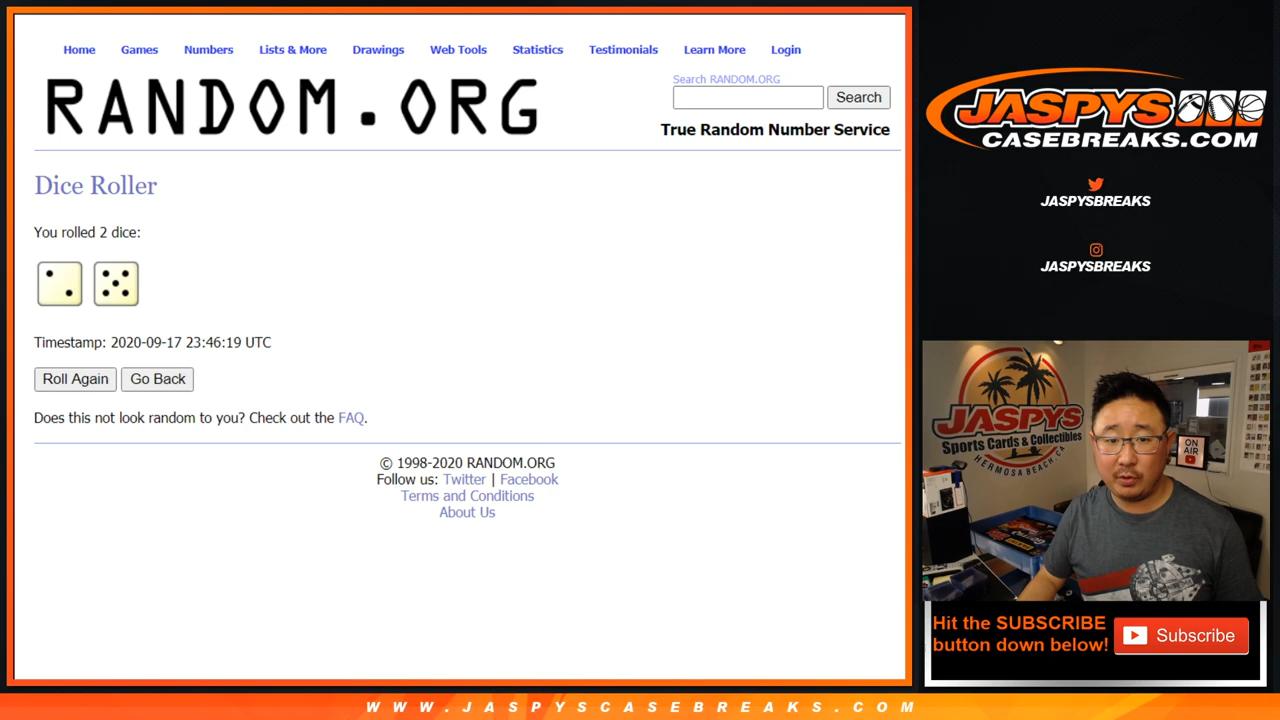 Home Games Numbers Lists & More Drawings Web Tools Statistics Testimonials Learn More Login
RANDOM.ORG
Search RANDOM.ORG
Search
True Random Number Service
Dice Roller
You rolled 2 dice:
Timestamp: 2020-09-17 23:46:19 UTC
Roll Again Go Back
Does this not look random to you? Check out the FAQ.
© 1998-2020 RANDOM.ORG
Follow us: Twitter | Facebook
Terms and Conditions
About Us
JASPYS
CASEBREAKS.COM
JASPYSBREAKS
JASPYSBREAKS
JASPYS
Sports Cards & Collectibles
HERMOSA BEACH, CA
ON AIR
Hit the SUBSCRIBE
button down below!
Subscribe
WWW.JASPYSCASEBREAKS.COM